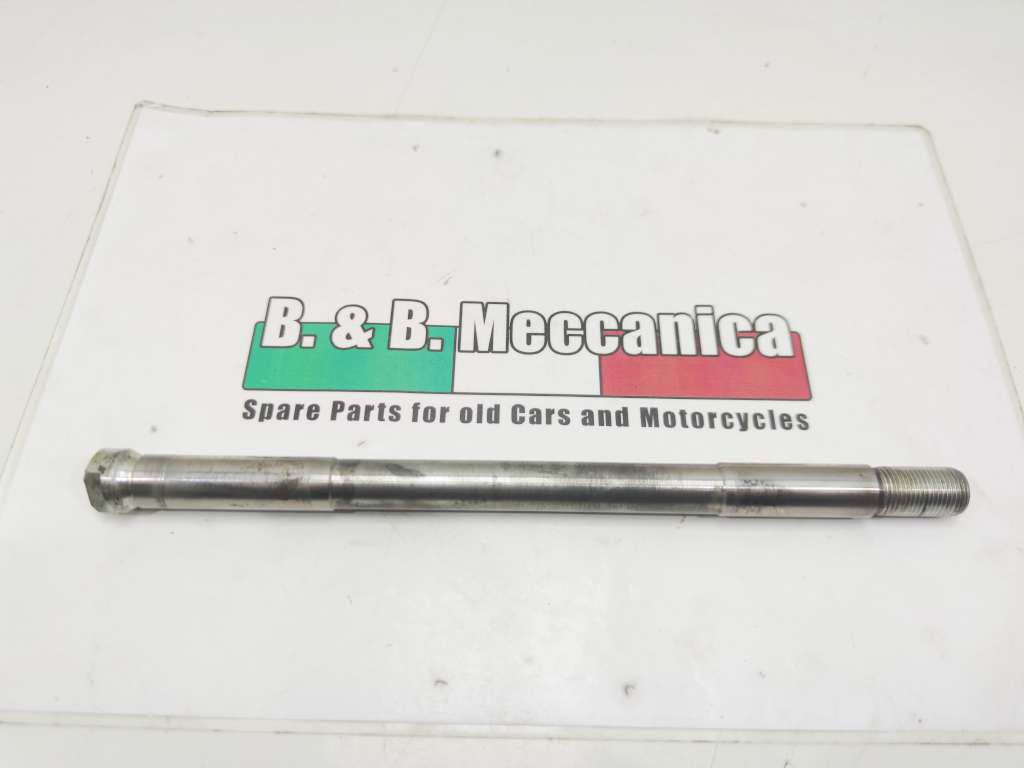 B. & B. Meccanica
Spare Parts for old Cars and Motorcycles